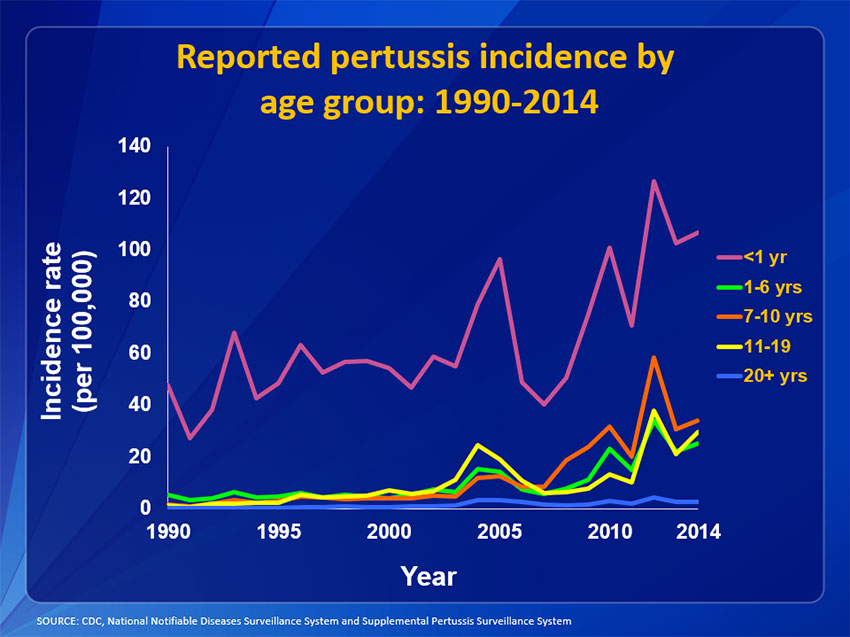 Reported pertussis incidence by
age group: 1990-2014
Incidence rate
(per 100,000)
140
120
100
80
60
40
20
0
1990
1995
2000
2005
2010
2014
Year
<1 yr
1-6 yrs
7-10 yrs
11-19
20+ yrs
SOURCE: CDC, National Notifiable Diseases Surveillance System and Supplemental Pertussis Surveillance System